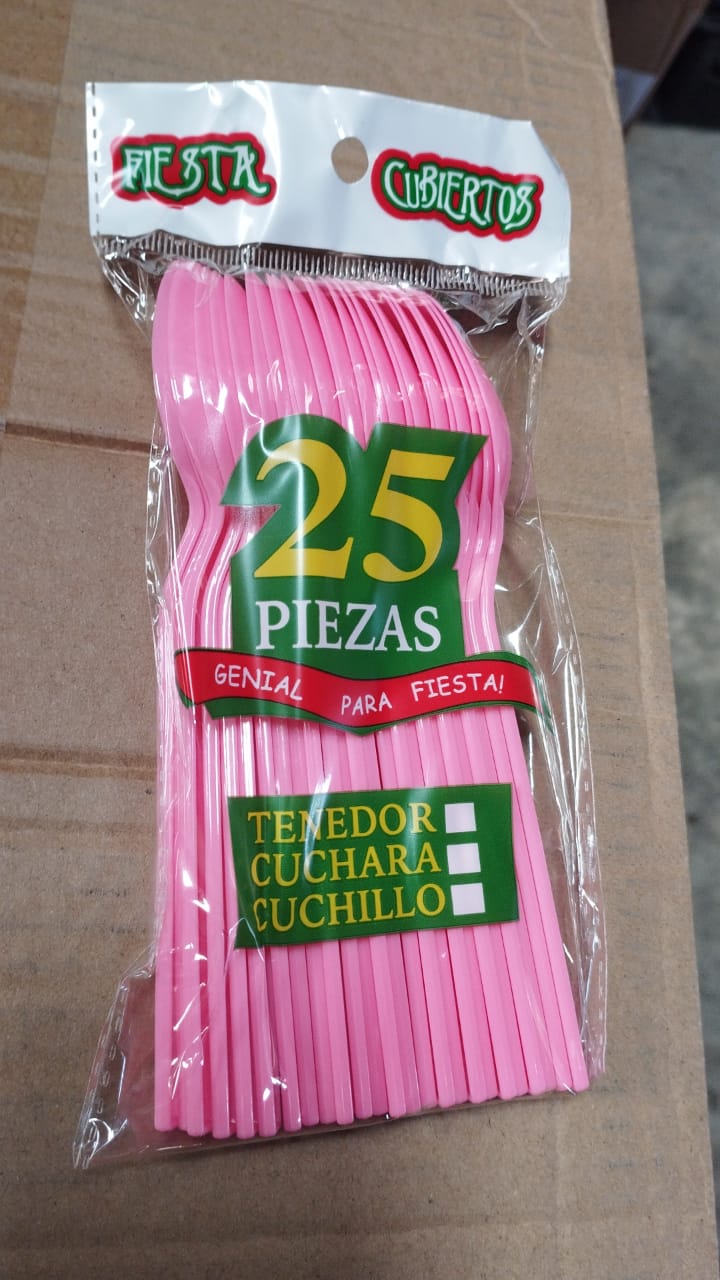 FIESTA
CUBIERTOS
25
PIEZAS
GENIAL PARA FIESTA!
TENEDOR
CUCHARA
CUCHILLO